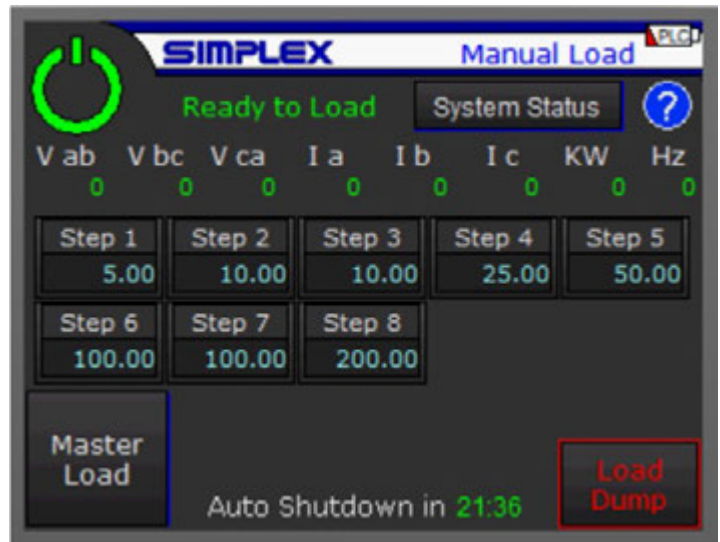 SIMPLEX Manual Load PLC
Ready to Load System Status ?
V ab V bc V ca I a I b I c KW Hz
0 0 0 0 0 0 0 0
Step 1 Step 2 Step 3 Step 4 Step 5
5.00 10.00 10.00 25.00 50.00
Step 6 Step 7 Step 8
100.00 100.00 200.00
Master
Load
Load
Dump
Auto Shutdown in 21:36